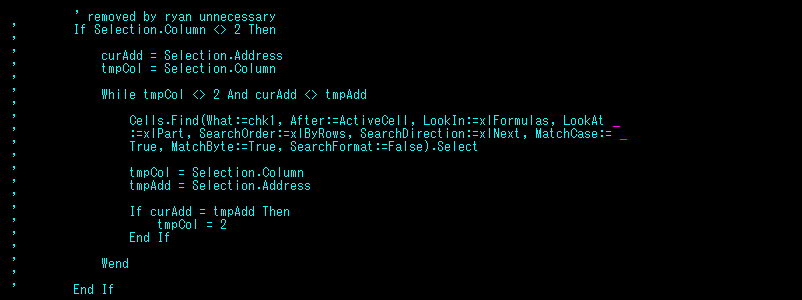 ' removed by ryan unnecessary
'        If Selection.Column <> 2 Then
'
'            curAdd = Selection.Address
'            tmpCol = Selection.Column
'
'            While tmpCol <> 2 And curAdd <> tmpAdd
'
'                Cells.Find(What:=chk1, After:=ActiveCell, LookIn:=xlFormulas, LookAt _
'                :=xlPart, SearchOrder:=xlByRows, SearchDirection:=xlNext, MatchCase:= _
'                True, MatchByte:=True, SearchFormat:=False).Select
'
'                tmpCol = Selection.Column
'                tmpAdd = Selection.Address
'
'                If curAdd = tmpAdd Then
'                    tmpCol = 2
'                End If
'
'            Wend
'
'        End If